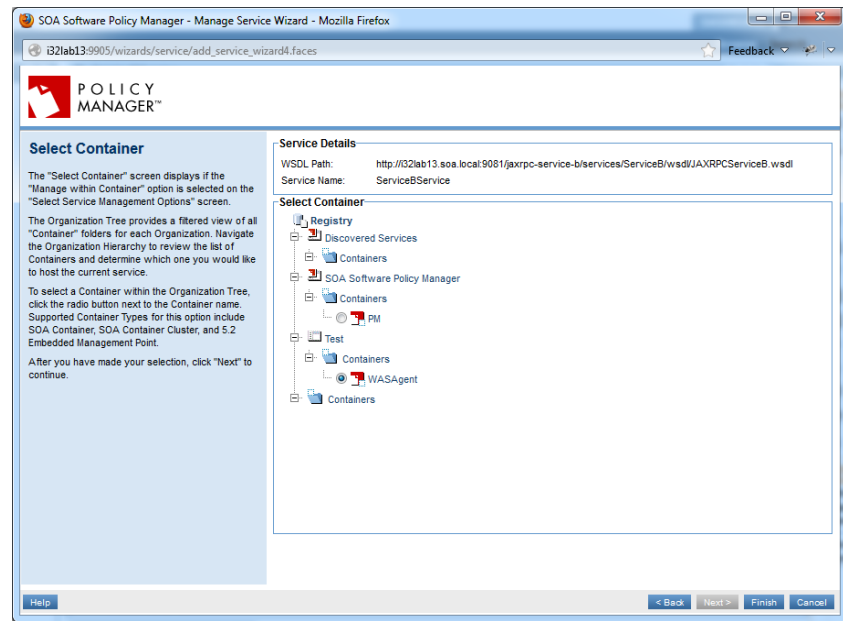 SOA Software Policy Manager - Manage Service Wizard - Mozilla Firefox
i32lab13:9905/wizards/service/add_service_wizard4.faces
Feedback
POLICY
MANAGER™
Select Container
The "Select Container" screen displays if the
"Manage within Container" option is selected on the
"Select Service Management Options" screen.
The Organization Tree provides a filtered view of all
"Container" folders for each Organization. Navigate
the Organization Hierarchy to review the list of
Containers and determine which one you would like
to host the current service.
To select a Container within the Organization Tree,
click the radio button next to the Container name.
Supported Container Types for this option include
SOA Container, SOA Container Cluster, and 5.2
Embedded Management Point.
After you have made your selection, click "Next" to
continue.
Service Details
WSDL Path: http://i32lab13.soa.local:9081/jaxrpc-service-b/services/ServiceB/wsdl/JAXRPCServiceB.wsdl
Service Name: ServiceBService
Select Container
Registry
Discovered Services
Containers
SOA Software Policy Manager
Containers
PM
Test
Containers
WASAgent
Containers
Help
< Back Next > Finish Cancel